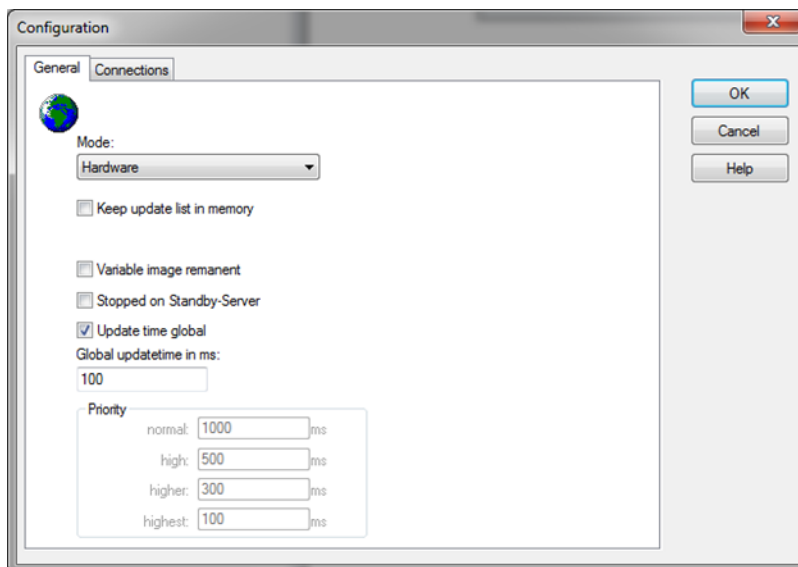 Configuration
General Connections
OK
Cancel
Help
Mode:
Hardware
Keep update list in memory
Variable image remanent
Stopped on Standby-Server
Update time global
Global updatetime in ms:
100
Priority
normal: 1000 ms
high: 500 ms
higher: 300 ms
highest: 100 ms